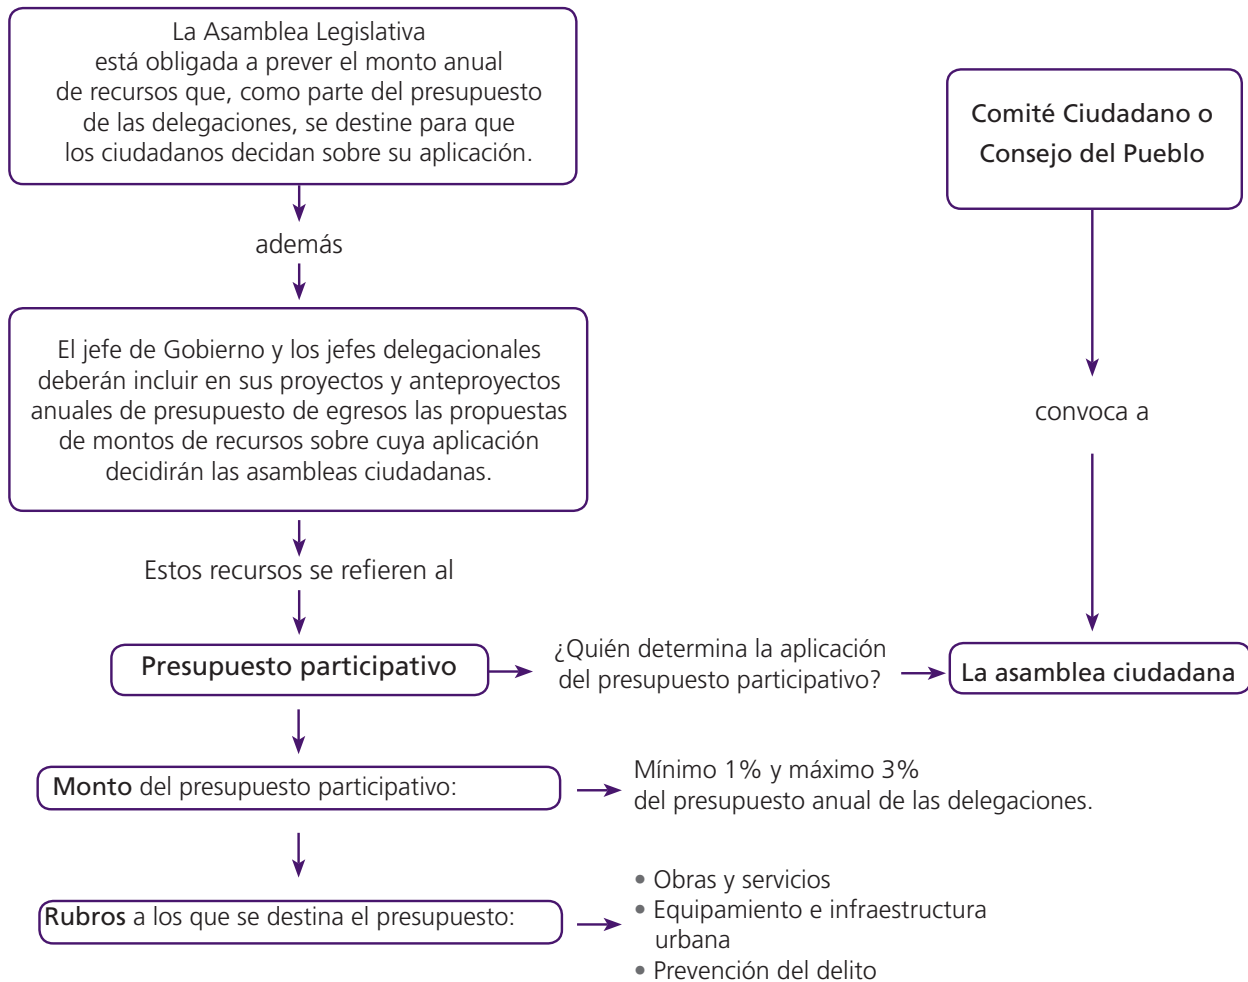 La Asamblea Legislativa
está obligada a prever el monto anual
de recursos que, como parte del presupuesto
de las delegaciones, se destine para que
los ciudadanos decidan sobre su aplicación.
además
El jefe de Gobierno y los jefes delegacionales
deberán incluir en sus proyectos y anteproyectos
anuales de presupuesto de egresos las propuestas
de montos de recursos sobre cuya aplicación
decidirán las asambleas ciudadanas.
Estos recursos se refieren al
Presupuesto participativo
¿Quién determina la aplicación
del presupuesto participativo?
Comité Ciudadano o
Consejo del Pueblo
convoca a
La asamblea ciudadana
Monto del presupuesto participativo:
Mínimo 1% y máximo 3%
del presupuesto anual de las delegaciones.
Rubros a los que se destina el presupuesto:
• Obras y servicios
• Equipamiento e infraestructura
urbana
• Prevención del delito